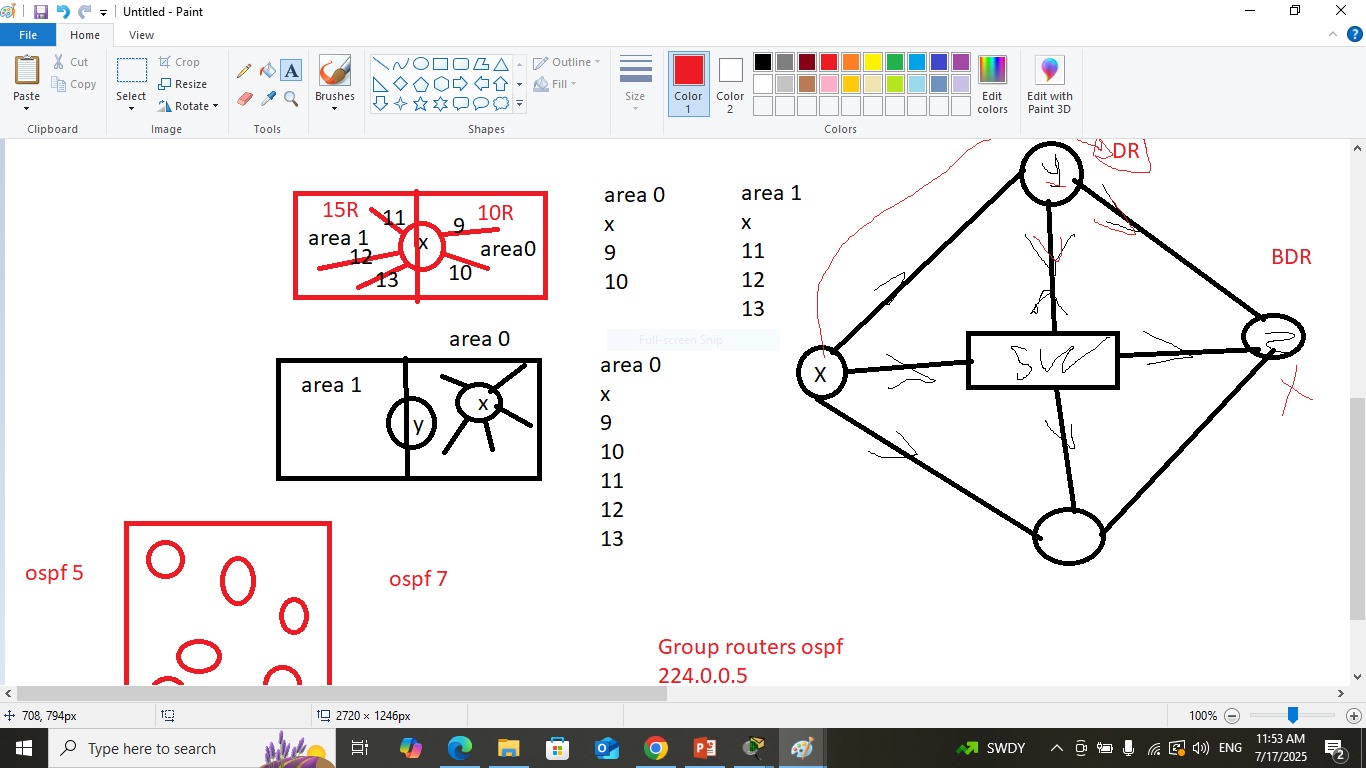 Untitled - Paint
File
Home
View
Paste
Cut
Copy
Clipboard
Select
Crop
Resize
Rotate
Image
A
Tools
Brushes
Shapes
Outline
Fill
Size
Color 1
Color 2
Edit colors
Colors
Edit with Paint 3D
15R
11
9
10R
area 1
x
area0
12
13
10
area 0
x
9
10
area 1
x
11
12
13
area 0
area 1
y
x
Full-screen Snip
area 0
x
9
10
11
12
13
DR
BDR
X
SW
ospf 5
ospf 7
Group routers ospf
224.0.0.5
708, 794px
2720 × 1246px
100%
Type here to search
SWDY
ENG
11:53 AM
7/17/2025
2